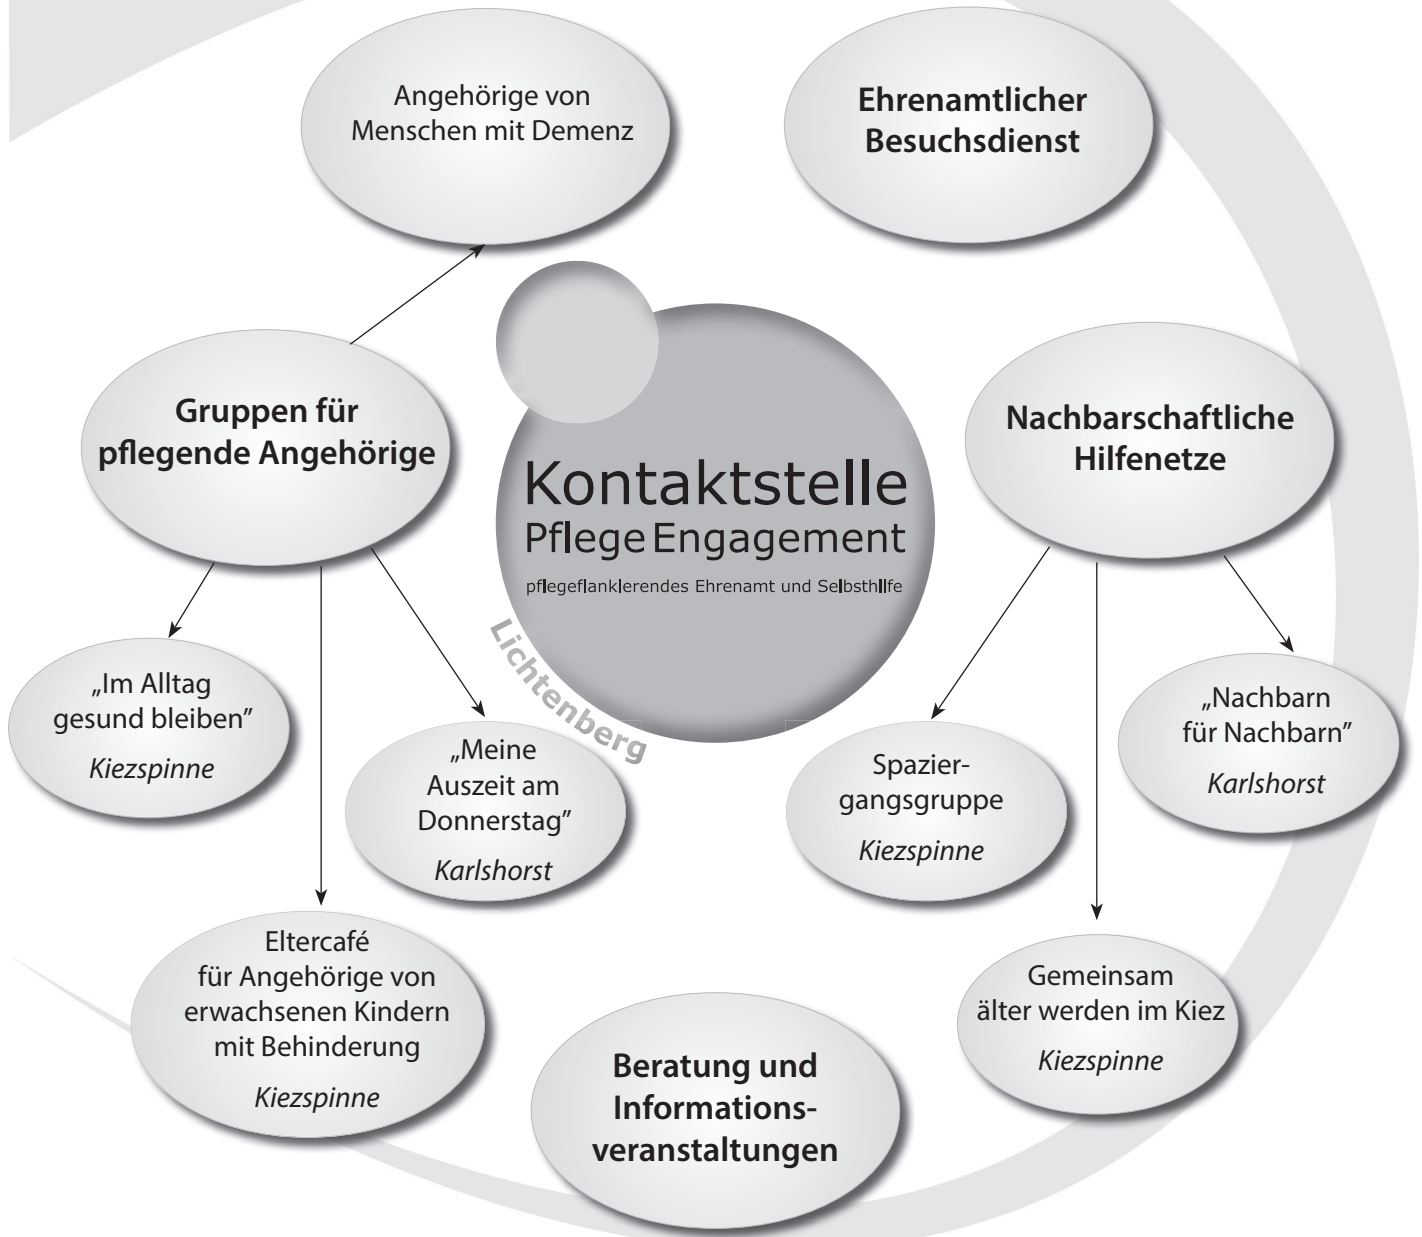 Angehörige von
Menschen mit Demenz
Ehrenamtlicher
Besuchsdienst
Gruppen für
pflegende Angehörige
Kontaktstelle
PflegeEngagement
pflegeflankierendes Ehrenamt und Selbsthilfe
Lichtenberg
Nachbarschaftliche
Hilfenetze
„Im Alltag
gesund bleiben”
Kiezspinne
„Meine
Auszeit am
Donnerstag”
Karlshorst
Spazier-
gangsgruppe
Kiezspinne
„Nachbarn
für Nachbarn”
Karlshorst
Eltercafé
für Angehörige von
erwachsenen Kindern
mit Behinderung
Kiezspinne
Beratung und
Informations-
veranstaltungen
Gemeinsam
älter werden im Kiez
Kiezspinne